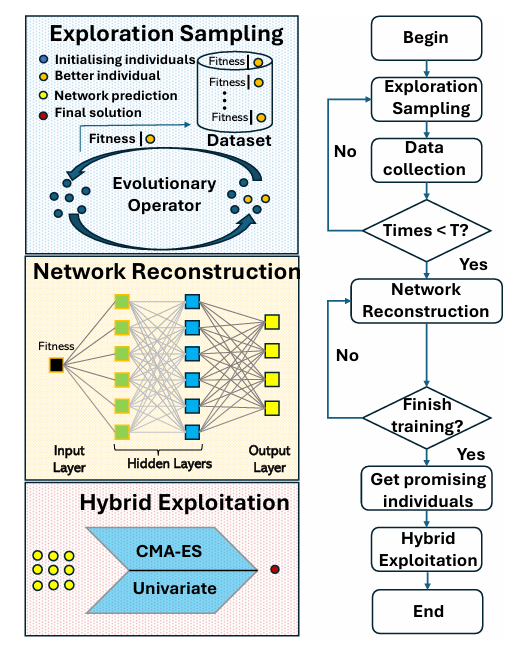 Exploration Sampling
Initialising individuals
Better individual
Network prediction
Final solution
Fitness
Fitness
Fitness
Dataset
Fitness
Evolutionary
Operator
Network Reconstruction
Fitness
Input
Layer
Hidden Layers
Output
Layer
Hybrid Exploitation
CMA-ES
Univariate
Begin
Exploration
Sampling
No
Data
collection
Times < T?
Yes
Network
Reconstruction
No
Finish
training?
Yes
Get promising
individuals
Hybrid
Exploitation
End